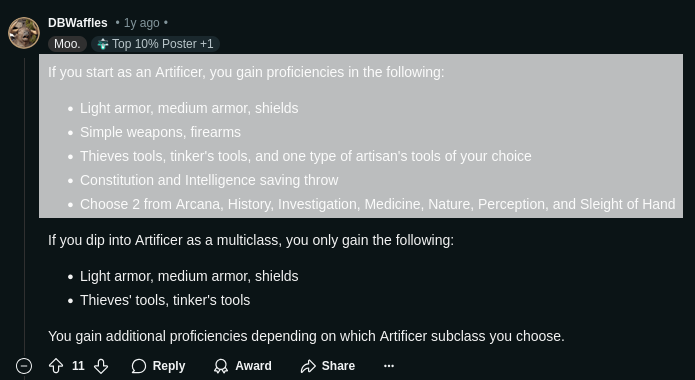 DBWaffles • 1y ago •
Moo. Top 10% Poster +1
If you start as an Artificer, you gain proficiencies in the following:
• Light armor, medium armor, shields
• Simple weapons, firearms
• Thieves tools, tinker's tools, and one type of artisan's tools of your choice
• Constitution and Intelligence saving throw
• Choose 2 from Arcana, History, Investigation, Medicine, Nature, Perception, and Sleight of Hand
If you dip into Artificer as a multiclass, you only gain the following:
• Light armor, medium armor, shields
• Thieves' tools, tinker's tools
You gain additional proficiencies depending on which Artificer subclass you choose.
11 Reply Award Share ...